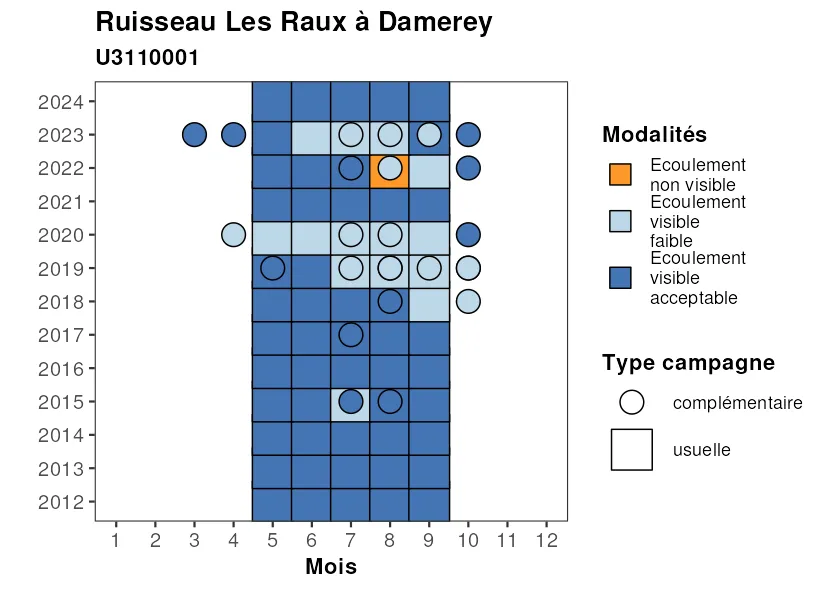 Ruisseau Les Raux à Damerey
U3110001
2024
2023
2022
2021
2020
2019
2018
2017
2016
2015
2014
2013
2012
1 2 3 4 5 6 7 8 9 10 11 12
Mois
Modalités
Ecoulement
non visible
Ecoulement
visible
faible
Ecoulement
visible
acceptable
Type campagne
complémentaire
usuelle